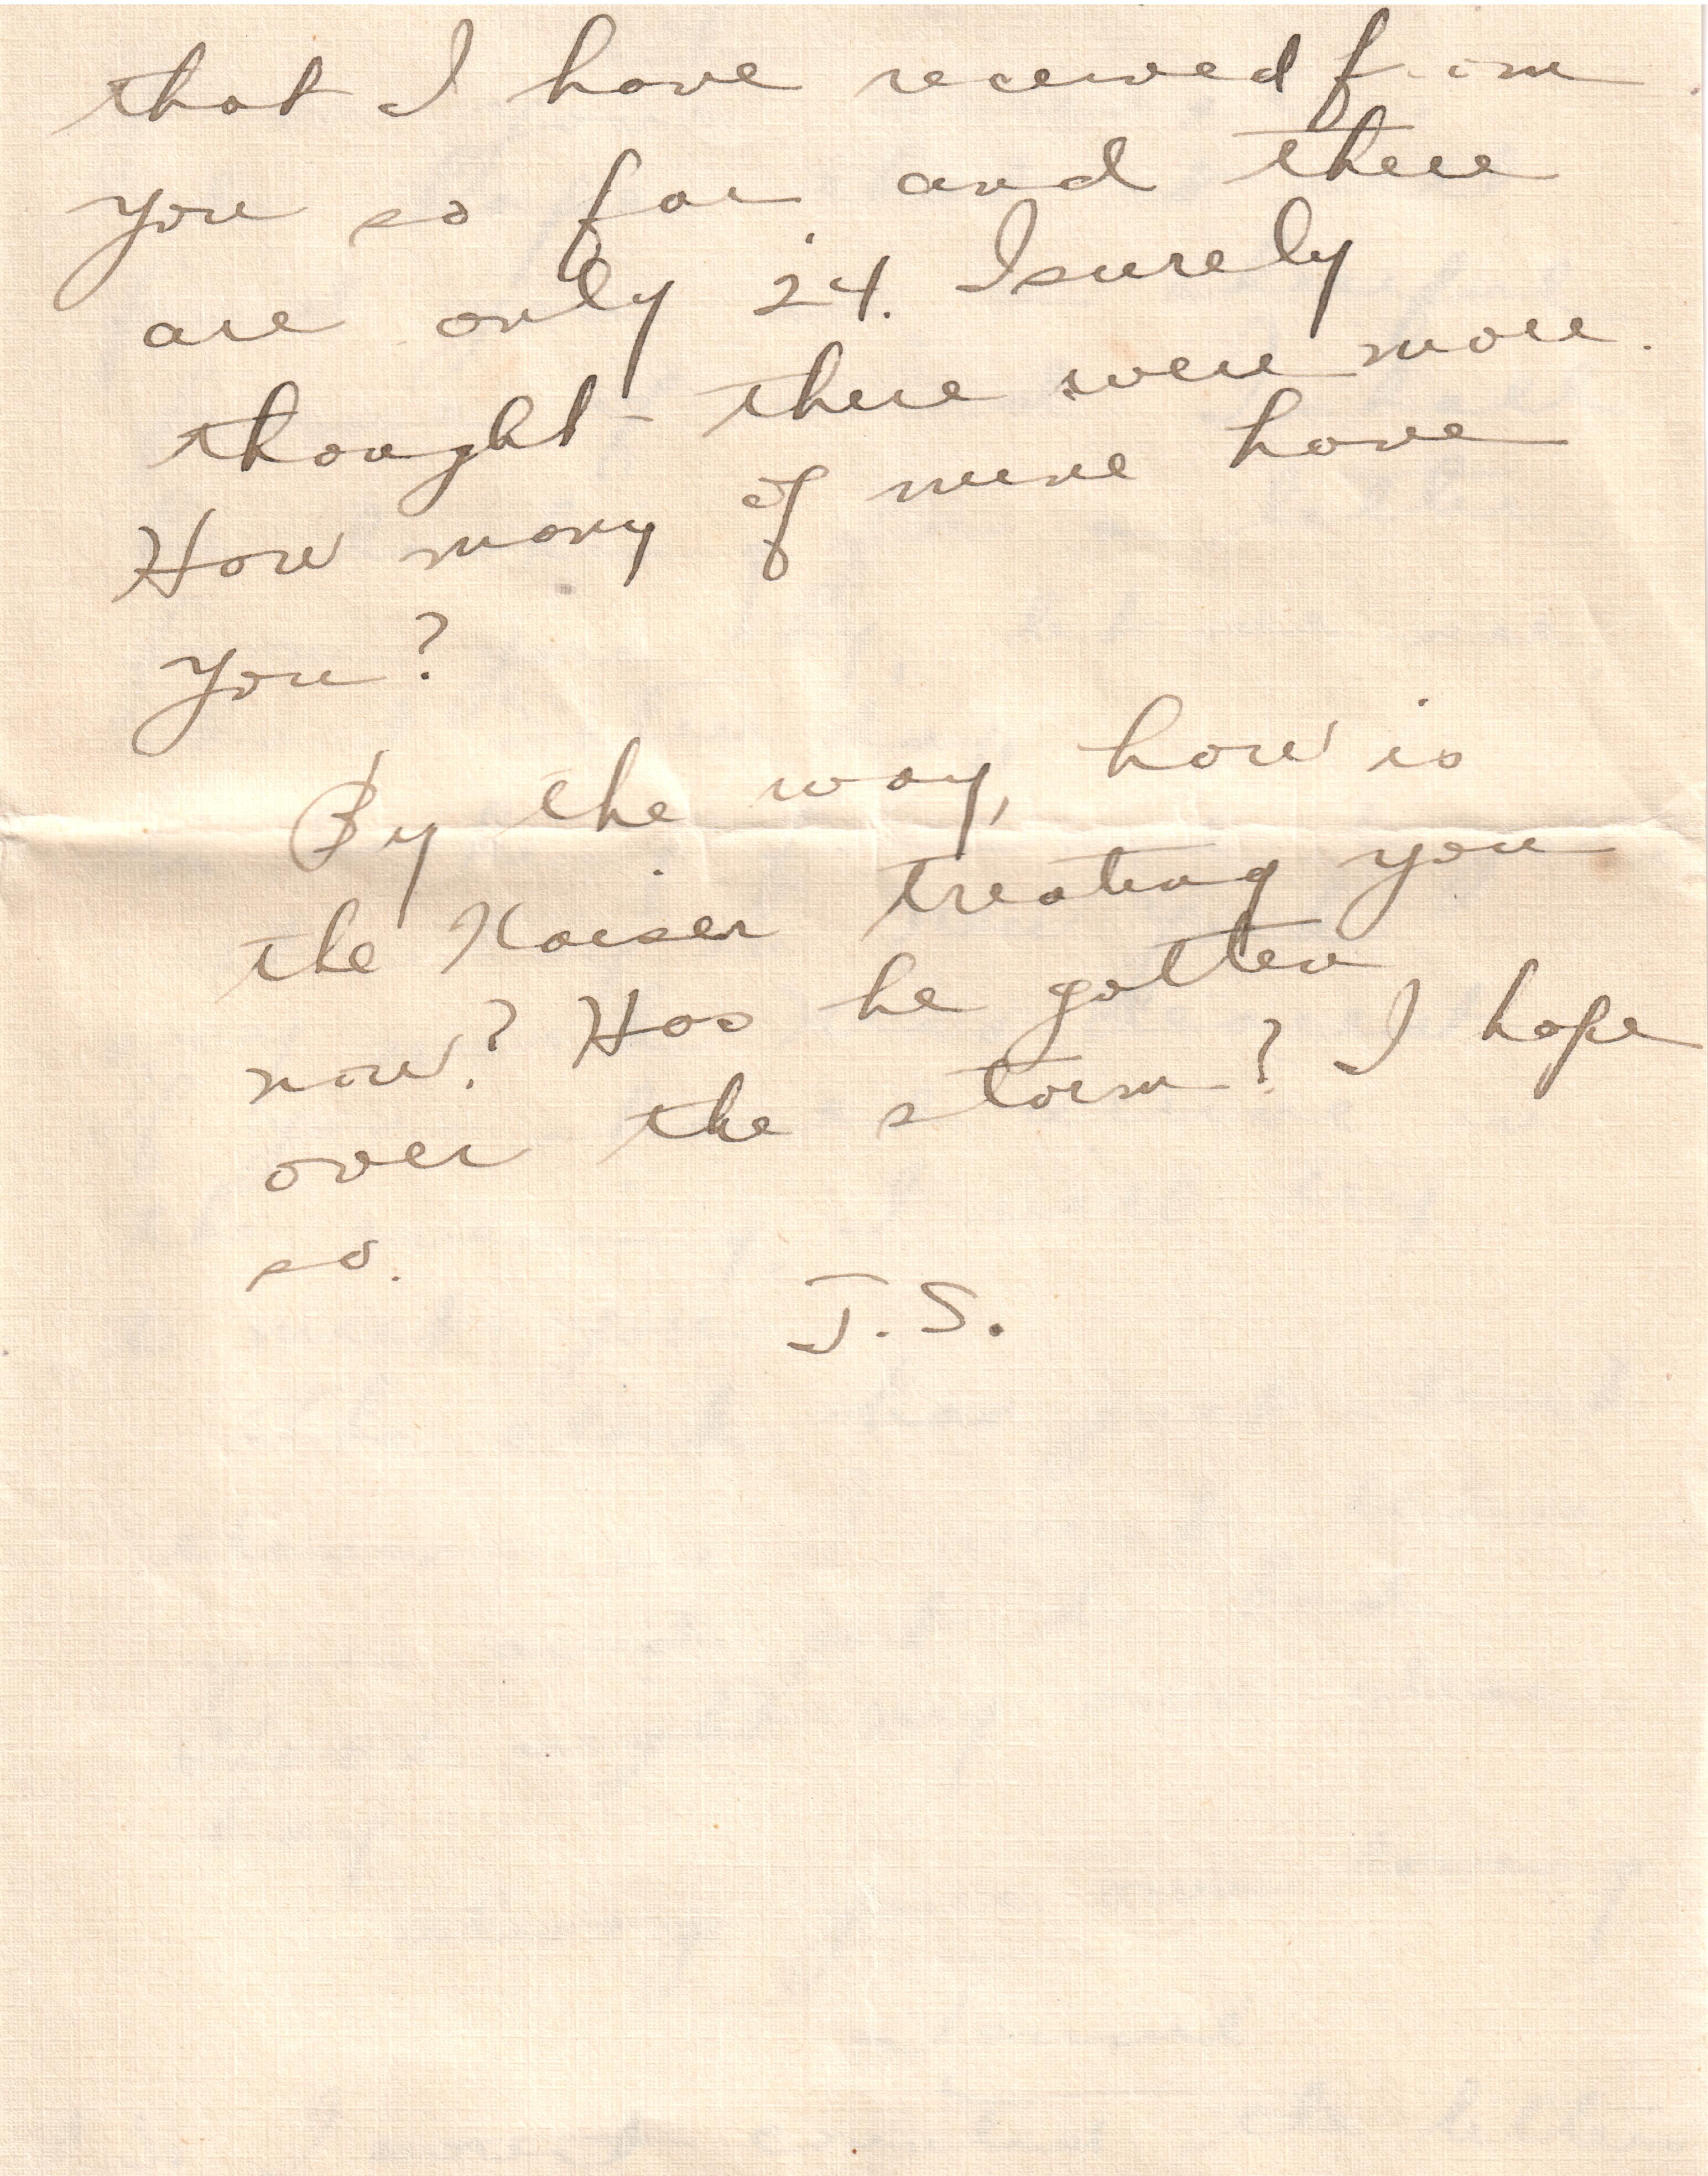 that I have received from
you so far and there
are only 24. I surely
thought there were more.
How many of mine have
you?
By the way, how is
the Kaiser treating you
now? Has he gotten
over the storm? I hope
so.
J.S.